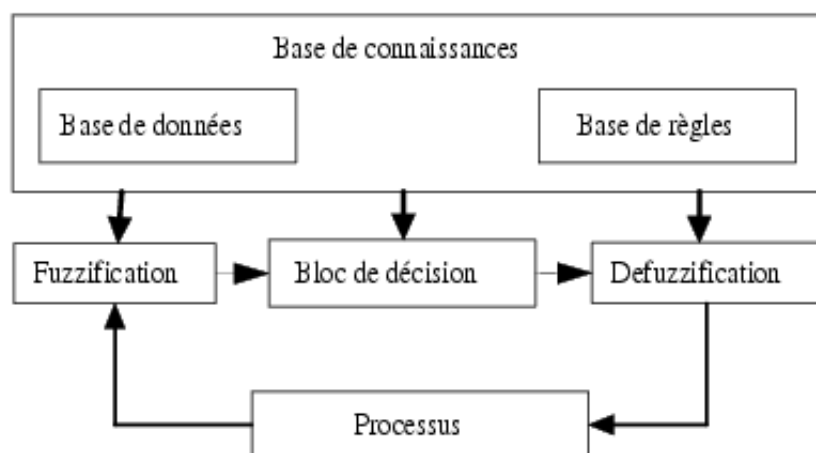 Base de connaissances
Base de données
Base de règles
Fuzzification
Bloc de décision
Defuzzification
Processus